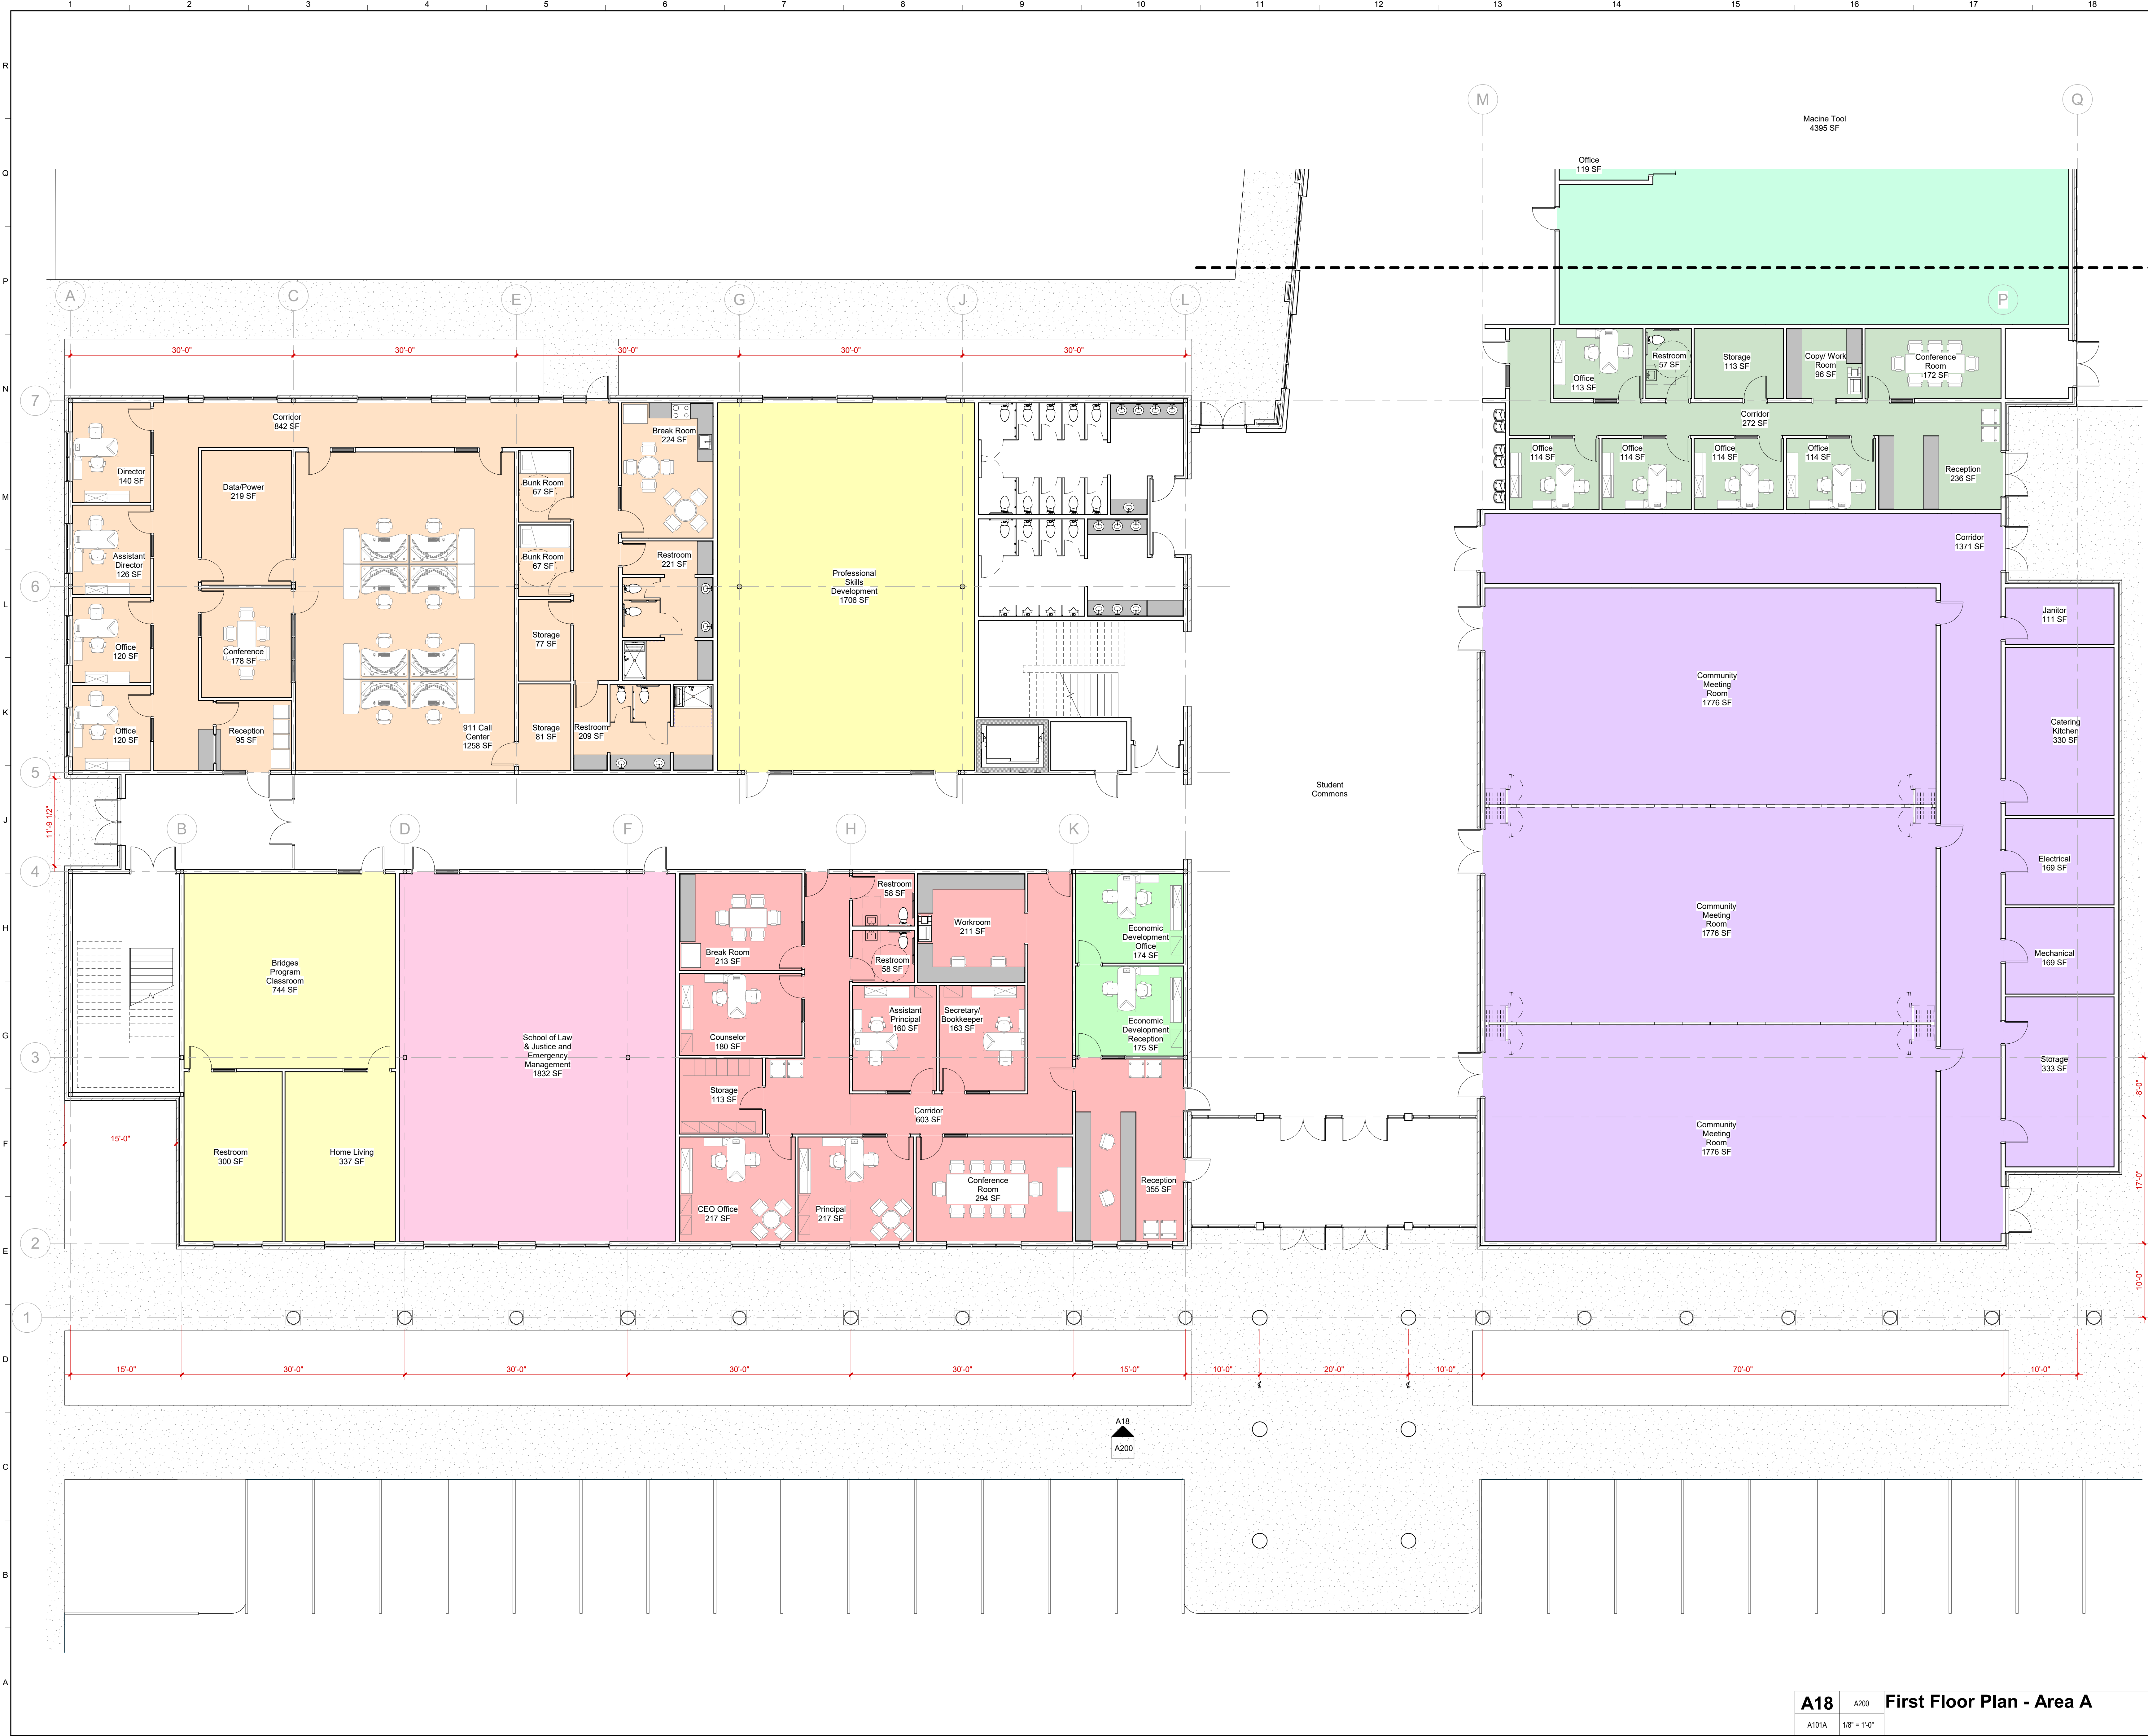 1 2 3 4 5 6 7 8 9 10 11 12 13 14 15 16 17 18
R
Q
P
N
M
L
K
J
H
G
F
E
D
C
B
A
M
Q
Macine Tool
4395 SF
Office
119 SF
A
C
E
G
J
L
P
30'-0"
30'-0"
30'-0"
30'-0"
30'-0"
7
6
5
4
3
2
1
Corridor
842 SF
Director
140 SF
Data/Power
219 SF
Assistant
Director
126 SF
Office
120 SF
Conference
178 SF
Office
120 SF
Reception
95 SF
911 Call
Center
1258 SF
Bunk Room
67 SF
Bunk Room
67 SF
Storage
77 SF
Storage
81 SF
Break Room
224 SF
Restroom
221 SF
Restroom
209 SF
Professional
Skills
Development
1706 SF
Office
113 SF
Restroom
57 SF
Storage
113 SF
Copy/ Work
Room
96 SF
Conference
Room
172 SF
Corridor
272 SF
Office
114 SF
Office
114 SF
Office
114 SF
Office
114 SF
Reception
236 SF
Corridor
1371 SF
Janitor
111 SF
Community
Meeting
Room
1776 SF
Catering
Kitchen
330 SF
Student
Commons
Electrical
169 SF
Community
Meeting
Room
1776 SF
Mechanical
169 SF
Storage
333 SF
Community
Meeting
Room
1776 SF
11'-9 1/2"
B
D
F
H
K
Bridges
Program
Classroom
744 SF
Restroom
300 SF
Home Living
337 SF
School of Law
& Justice and
Emergency
Management
1832 SF
Break Room
213 SF
Restroom
58 SF
Restroom
58 SF
Workroom
211 SF
Economic
Development
Office
174 SF
Counselor
180 SF
Assistant
Principal
160 SF
Secretary/
Bookkeeper
163 SF
Economic
Development
Reception
175 SF
Storage
113 SF
Corridor
603 SF
CEO Office
217 SF
Principal
217 SF
Conference
Room
294 SF
Reception
355 SF
15'-0"
8'-0"
17'-0"
10'-0"
15'-0"
30'-0"
30'-0"
30'-0"
30'-0"
15'-0"
10'-0"
20'-0"
10'-0"
70'-0"
10'-0"
A18
A200
A18
A200
First Floor Plan - Area A
A101A
1/8" = 1'-0"